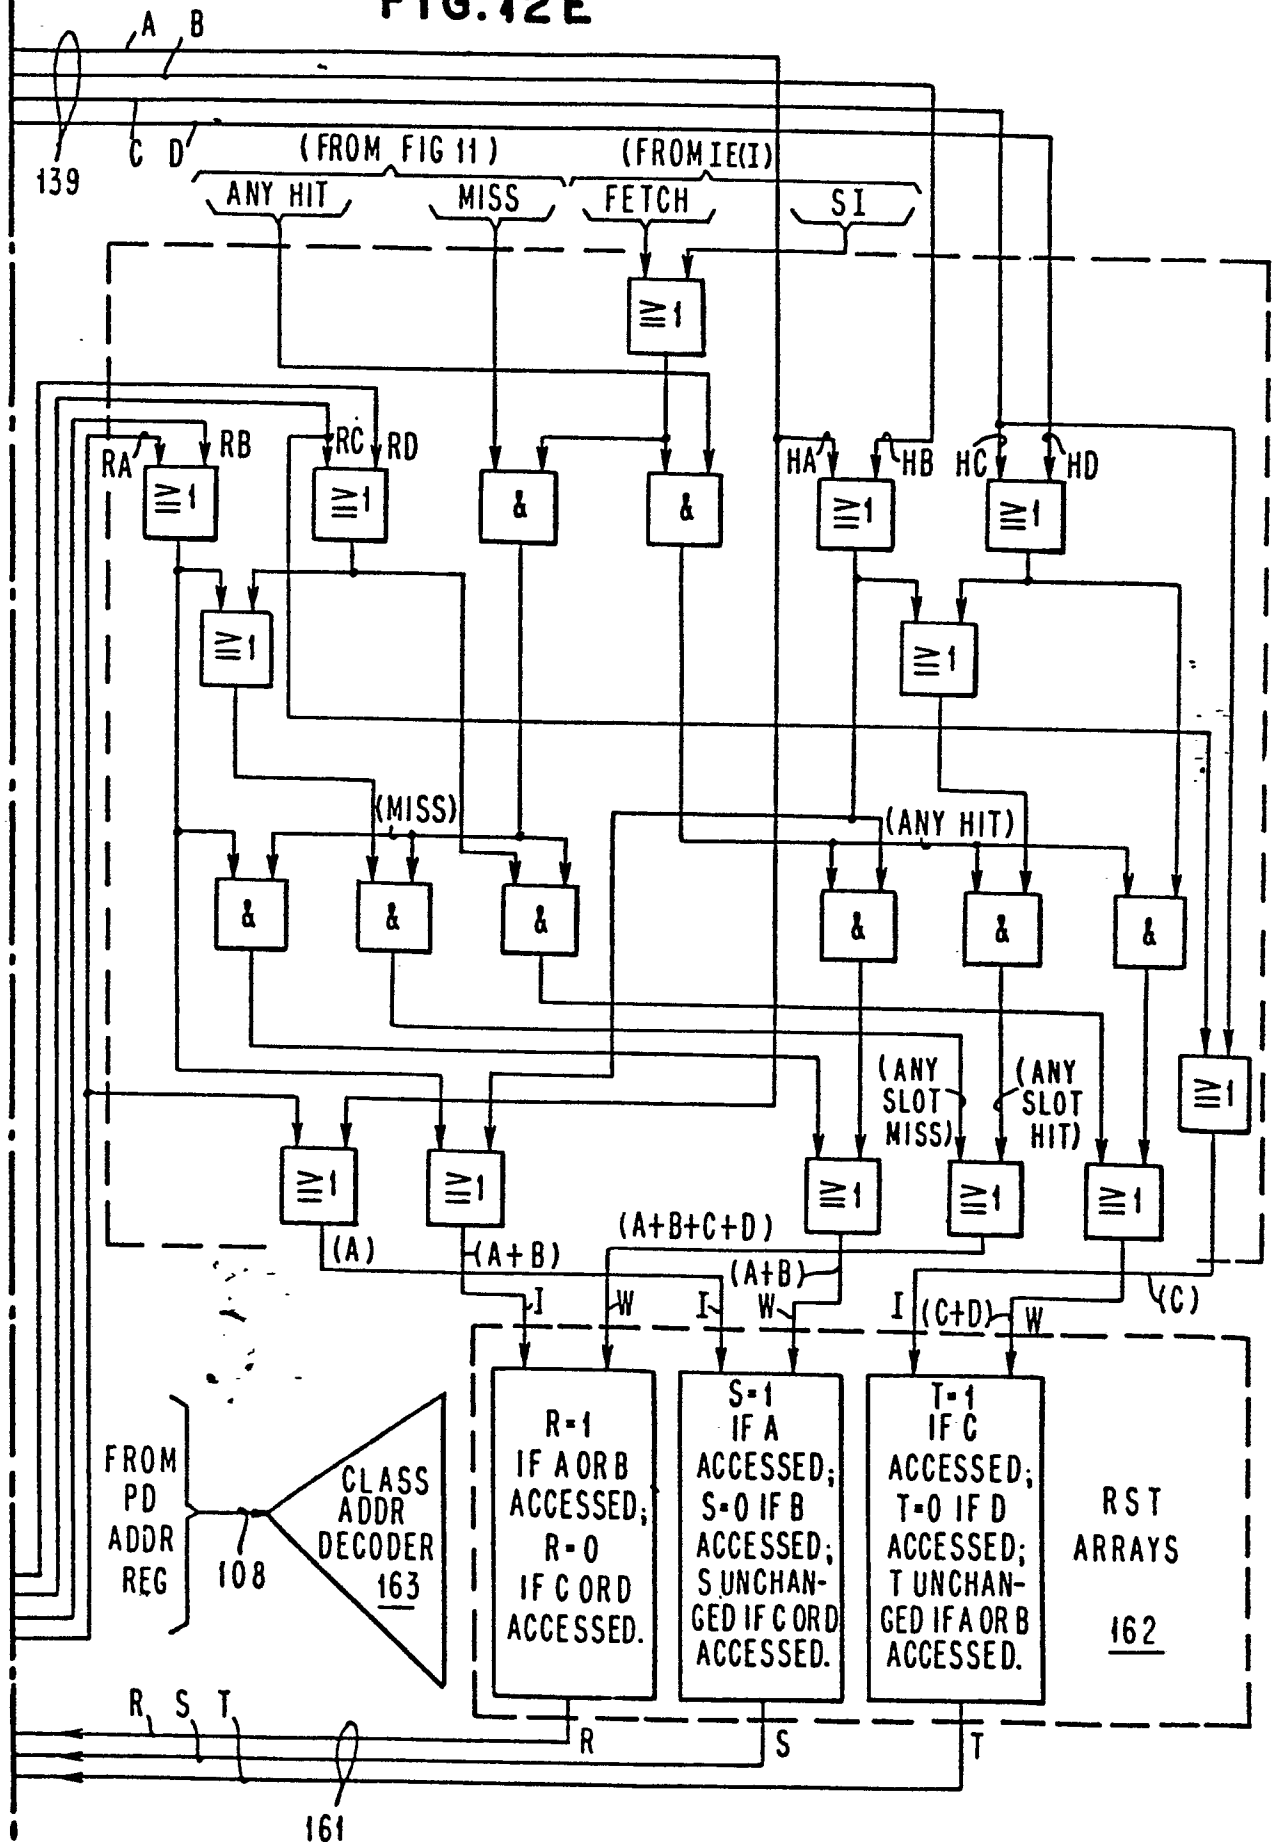 FIG. 12E
A B
C D
139
(FROM FIG 11) (FROM IE(I)
ANY HIT MISS FETCH SI
≥1
RA RB RC RD HA HB HC HD
≥1 ≥1 & & ≥1 ≥1
≥1 ≥1
(MISS) (ANY HIT)
& & & & & &
(ANY
SLOT
MISS)
(ANY
SLOT
HIT)
≥1
≥1 ≥1 ≥1 ≥1 ≥1
(A) (A+B) (A+B+C+D) (A+B) (C)
I W I W I (C+D) W
FROM
PD
ADDR
REG
108
CLASS
ADDR
DECODER
163
R=1
IF A OR B
ACCESSED;
R=0
IF C OR D
ACCESSED.
S=1
IF A
ACCESSED;
S=0 IF B
ACCESSED;
S UNCHAN-
GED IF C OR D
ACCESSED.
T=1
IF C
ACCESSED;
T=0 IF D
ACCESSED;
T UNCHAN-
GED IF A OR B
ACCESSED.
RST
ARRAYS
162
R S T
R S T
161